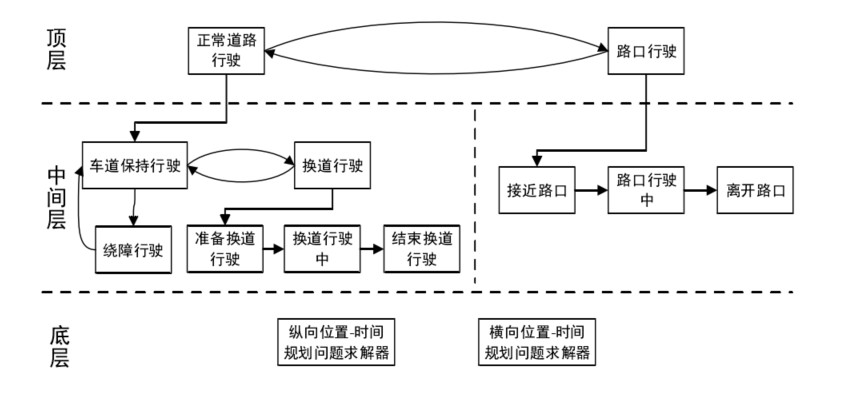 顶层
正常道路
行驶
路口行驶
中间层
车道保持行驶
换道行驶
绕障行驶
准备换道
行驶
换道行驶
中
结束换道
行驶
接近路口
路口行驶
中
离开路口
底层
纵向位置-时间
规划问题求解器
横向位置-时间
规划问题求解器